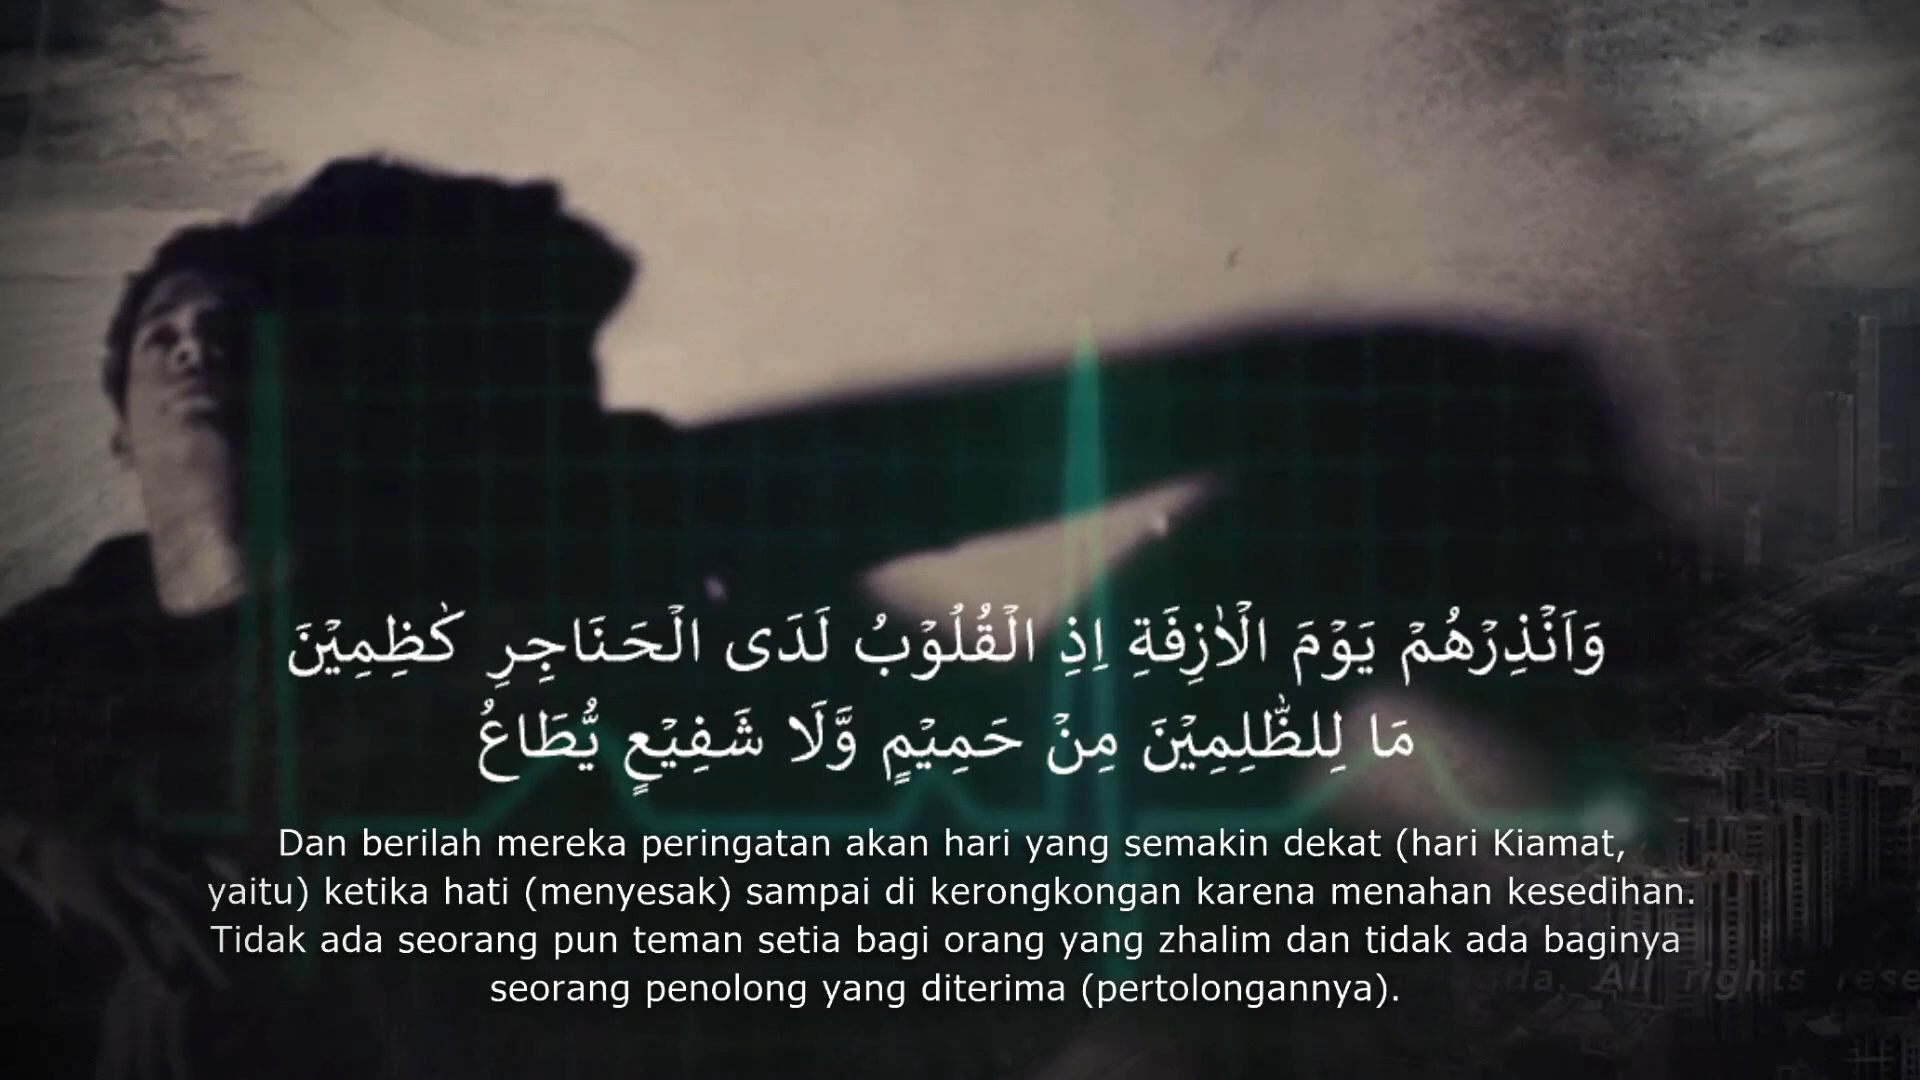 وَاَنْذِرْهُمْ يَوْمَ الْاٰزِفَةِ اِذِ الْقُلُوْبُ لَدَى الْحَنَاجِرِ كٰظِمِيْنَ
مَا لِلظّٰلِمِيْنَ مِنْ حَمِيْمٍ وَّلَا شَفِيْعٍ يُّطَاعُ
Dan berilah mereka peringatan akan hari yang semakin dekat (hari Kiamat,
yaitu) ketika hati (menyesak) sampai di kerongkongan karena menahan kesedihan.
Tidak ada seorang pun teman setia bagi orang yang zhalim dan tidak ada baginya
seorang penolong yang diterima (pertolongannya).
All rights